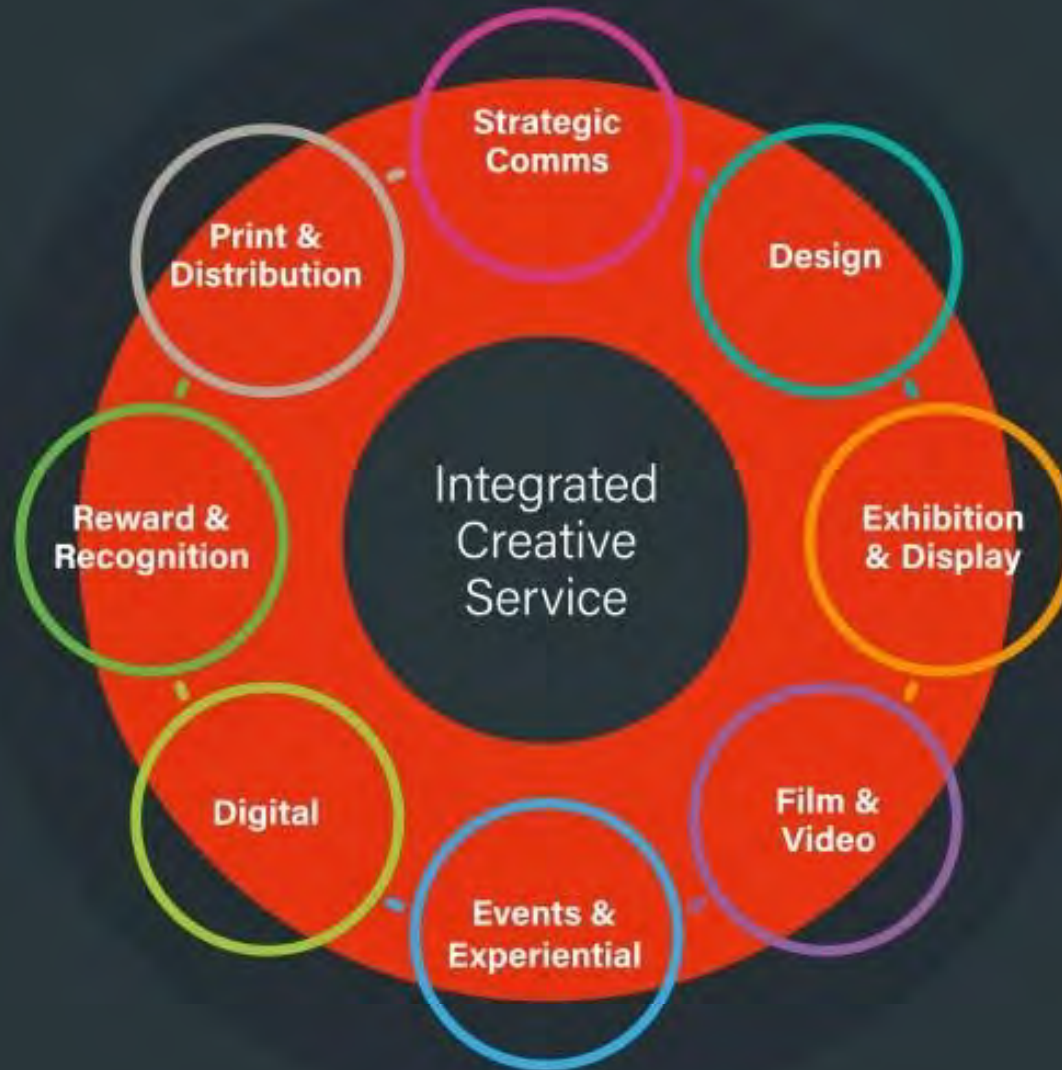 Strategic
Comms
Design
Exhibition
& Display
Film &
Video
Events &
Experiential
Digital
Reward &
Recognition
Print &
Distribution
Integrated
Creative
Service